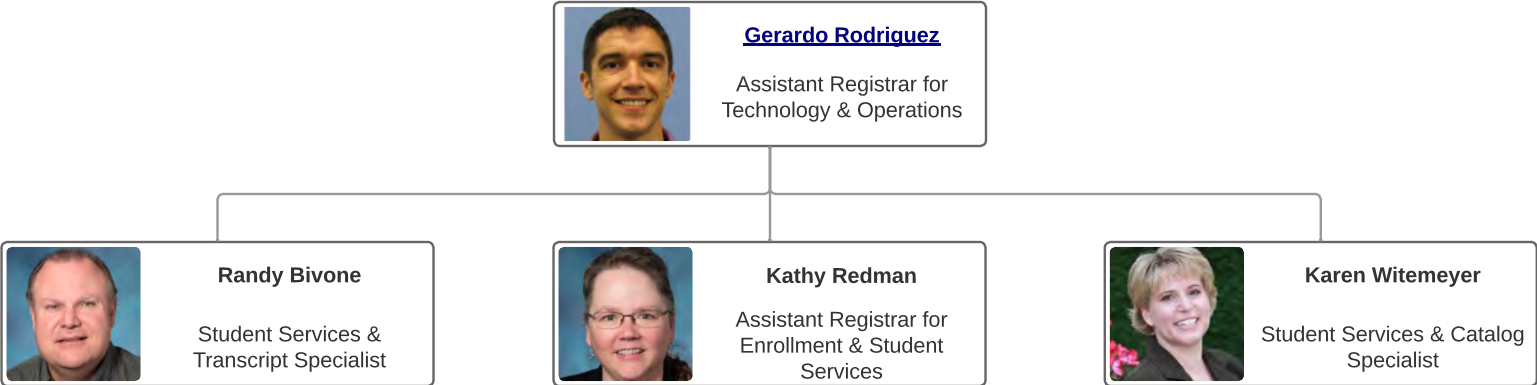 Gerardo Rodriguez
Assistant Registrar for
Technology & Operations
Randy Bivone
Student Services &
Transcript Specialist
Kathy Redman
Assistant Registrar for
Enrollment & Student
Services
Karen Witemeyer
Student Services & Catalog
Specialist